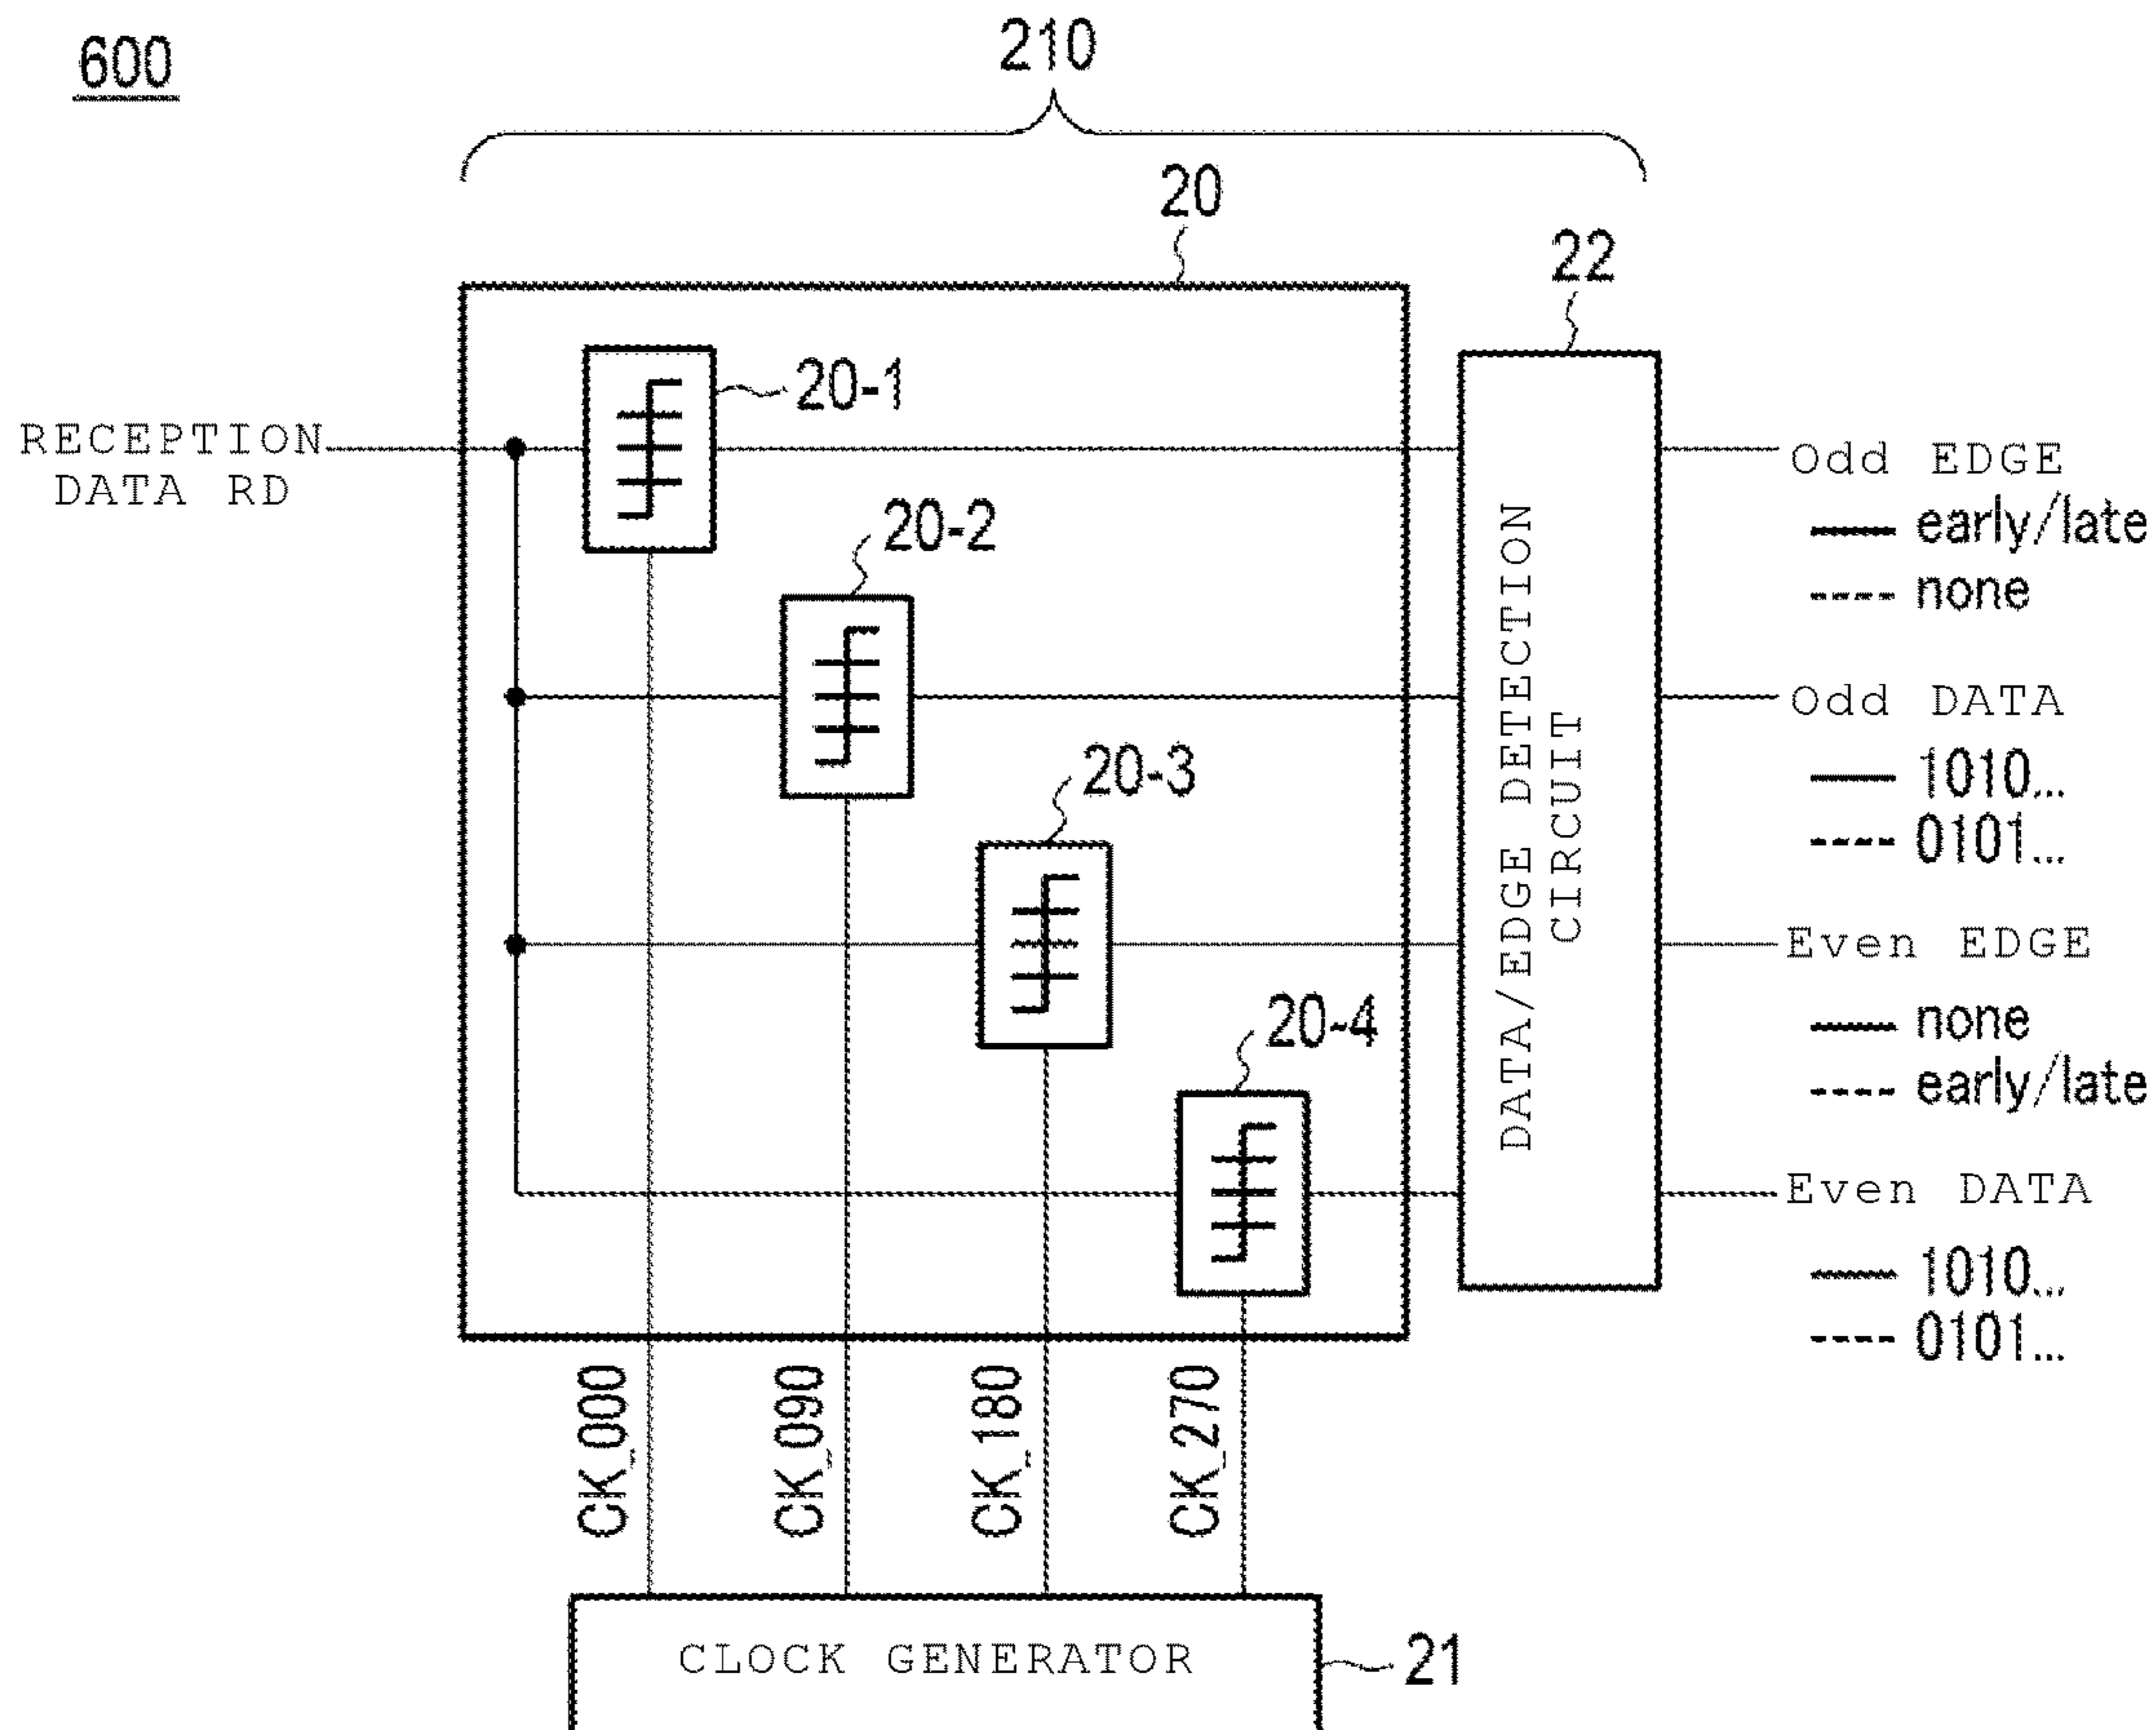 600
210
20
22
20-1
RECEPTION
DATA RD
20-2
20-3
20-4
DATA/EDGE DETECTION
CIRCUIT
Odd EDGE
early/late
none
Odd DATA
1010...
0101...
Even EDGE
none
early/late
Even DATA
1010...
0101...
CK_000
CK_090
CK_180
CK_270
CLOCK GENERATOR
21